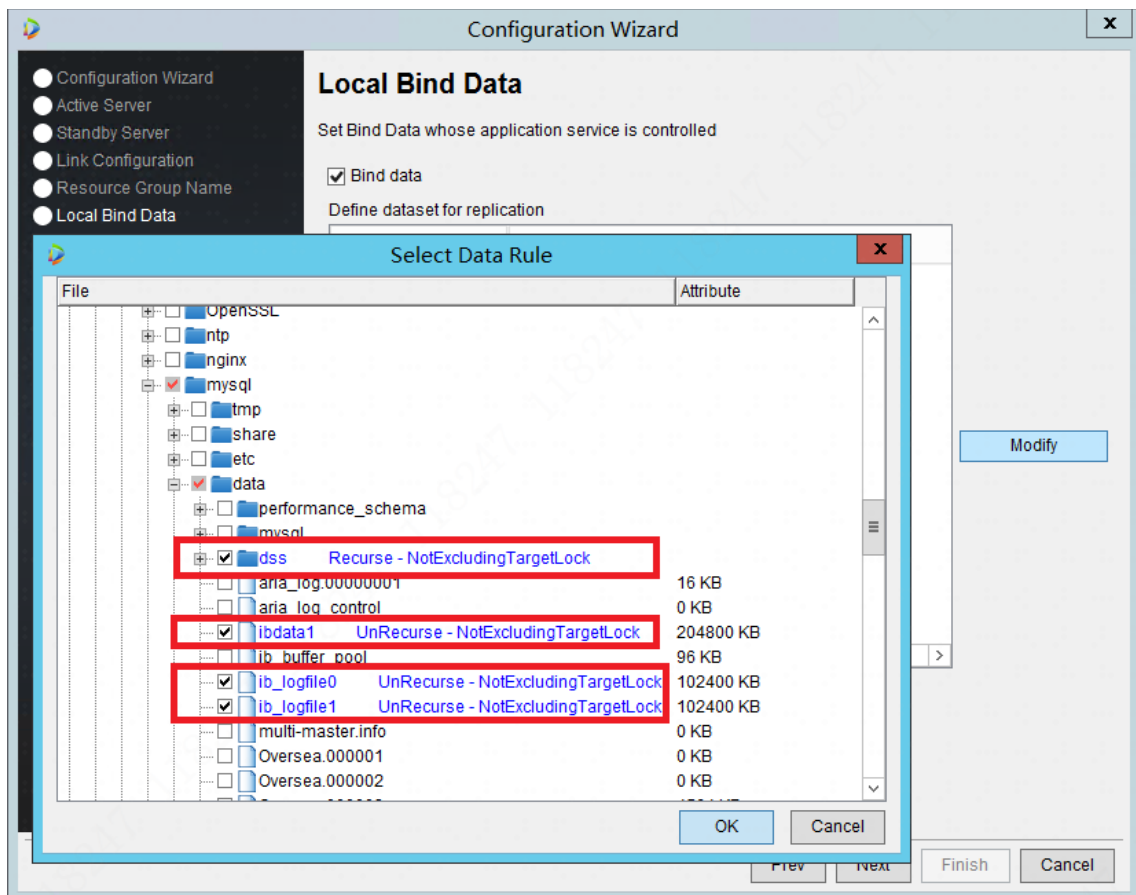 Configuration Wizard
x
Configuration Wizard
Active Server
Standby Server
Link Configuration
Resource Group Name
Local Bind Data
Local Bind Data
Set Bind Data whose application service is controlled
Bind data
Define dataset for replication
Select Data Rule
x
File Attribute
OpenSSL
ntp
nginx
mysql
tmp
share
etc
data
performance_schema
mysql
dss Recurse - NotExcludingTargetLock
aria_log.00000001 16 KB
aria_log_control 0 KB
ibdata1 UnRecurse - NotExcludingTargetLock 204800 KB
ib_buffer_pool 96 KB
ib_logfile0 UnRecurse - NotExcludingTargetLock 102400 KB
ib_logfile1 UnRecurse - NotExcludingTargetLock 102400 KB
multi-master.info 0 KB
Oversea.000001 0 KB
Oversea.000002 0 KB
Modify
OK Cancel
Prev Next Finish Cancel